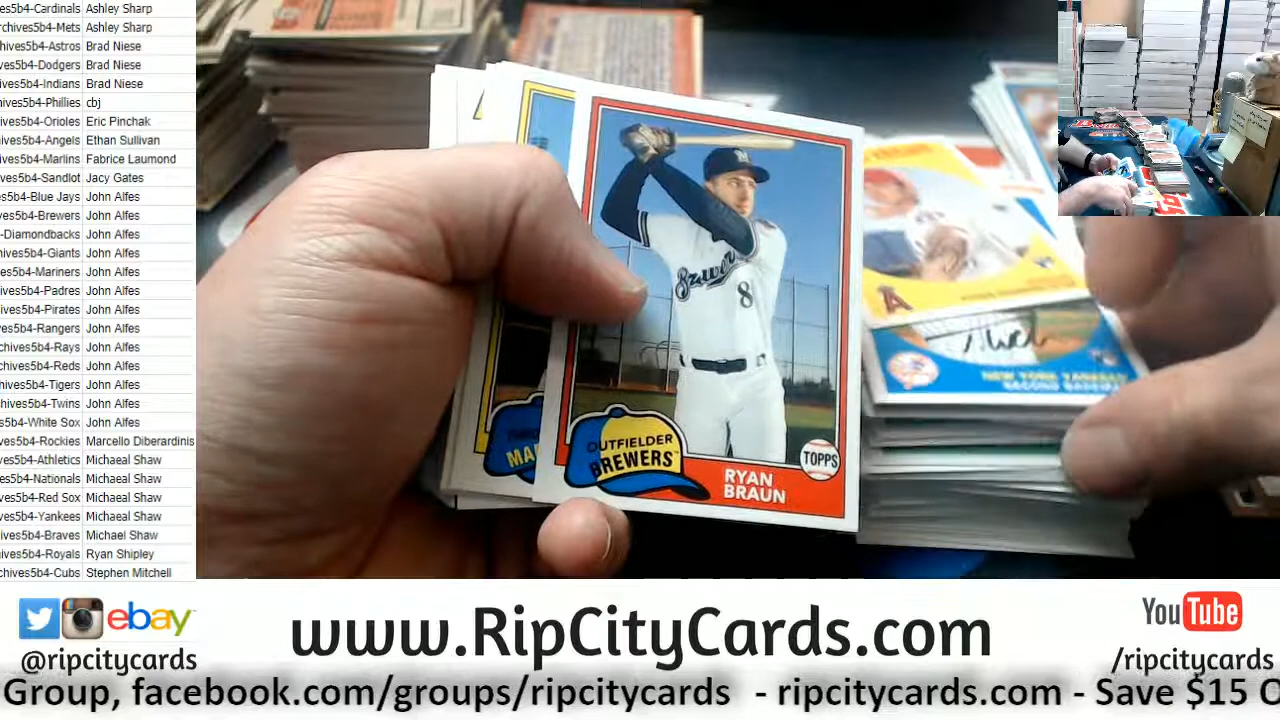 es5-Cardinals Ashley Sharp
rchives5b4-Mets Ashley Sharp
hives5b4-Astros Brad Niese
ives5b4-Dodgers Brad Niese
ives5b4-Indians Brad Niese
ives5b4-Phillies cbj
ives5b4-Orioles Eric Pinchak
ives5b4-Angels Ethan Sullivan
ives5b4-Marlins Fabrice Laumond
ves5b4-Sandlot Jacy Gates
es5b4-Blue Jays John Alfes
ves5b4-Brewers John Alfes
-Diamondbacks John Alfes
hives5b4-Giants John Alfes
es5b4-Mariners John Alfes
ives5b4-Padres John Alfes
ives5b4-Pirates John Alfes
ves5b4-Rangers John Alfes
chives5b4-Rays John Alfes
chives5b4-Reds John Alfes
hives5b4-Tigers John Alfes
hives5b4-Twins John Alfes
s5b4-White Sox John Alfes
ves5b4-Rockies Marcello Diberardinis
es5b4-Athletics Michaeal Shaw
es5b4-Nationals Michaeal Shaw
es5b4-Red Sox Michaeal Shaw
es5b4-Yankees Michaeal Shaw
ves5b4-Braves Michael Shaw
ves5b4-Royals Ryan Shipley
chives5b4-Cubs Stephen Mitchell
Brewers
8
OUTFIELDER
BREWERS
RYAN
BRAUN
TOPPS
A
NEW YORK YANKEES
SECOND BASEMAN
ebay
@ripcitycards
www.RipCityCards.com
YouTube
/ripcitycards
Group, facebook.com/groups/ripcitycards - ripcitycards.com - Save $15 O